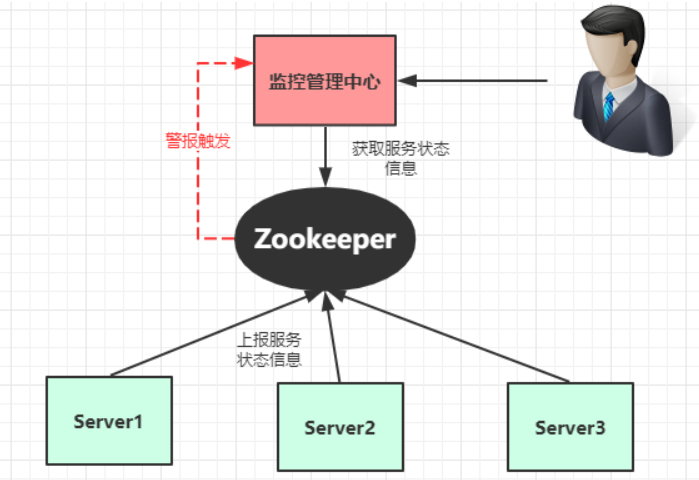 监控管理中心
警报触发
获取服务状态
信息
Zookeeper
上报服务
状态信息
Server1
Server2
Server3